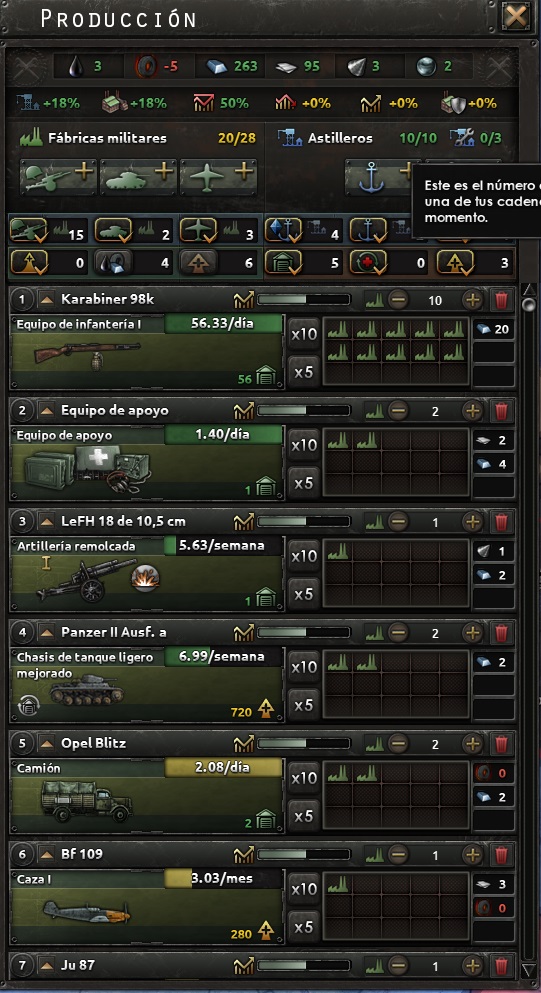 Producción
3 -5 263 95 3 2
+18% +18% 50% +0% +0% +0%
Fábricas militares 20/28 Astilleros 10/10 0/3
Este es el número
una de tus caden
momento.
15 2 3 4
0 4 6 5 0 3
1 Karabiner 98k 10
Equipo de infantería I 56.33/día x10 20
x5
56
2 Equipo de apoyo 2
Equipo de apoyo 1.40/día x10 2
4
x5
1
3 LeFH 18 de 10,5 cm 1
Artillería remolcada 5.63/semana x10 1
2
x5
1
4 Panzer II Ausf. a 2
Chasis de tanque ligero 6.99/semana x10 2
mejorado
x5
720
5 Opel Blitz 2
Camión 2.08/día x10 0
2
x5
2
6 BF 109 1
Caza I 3.03/mes x10 3
0
x5
280
7 Ju 87 1